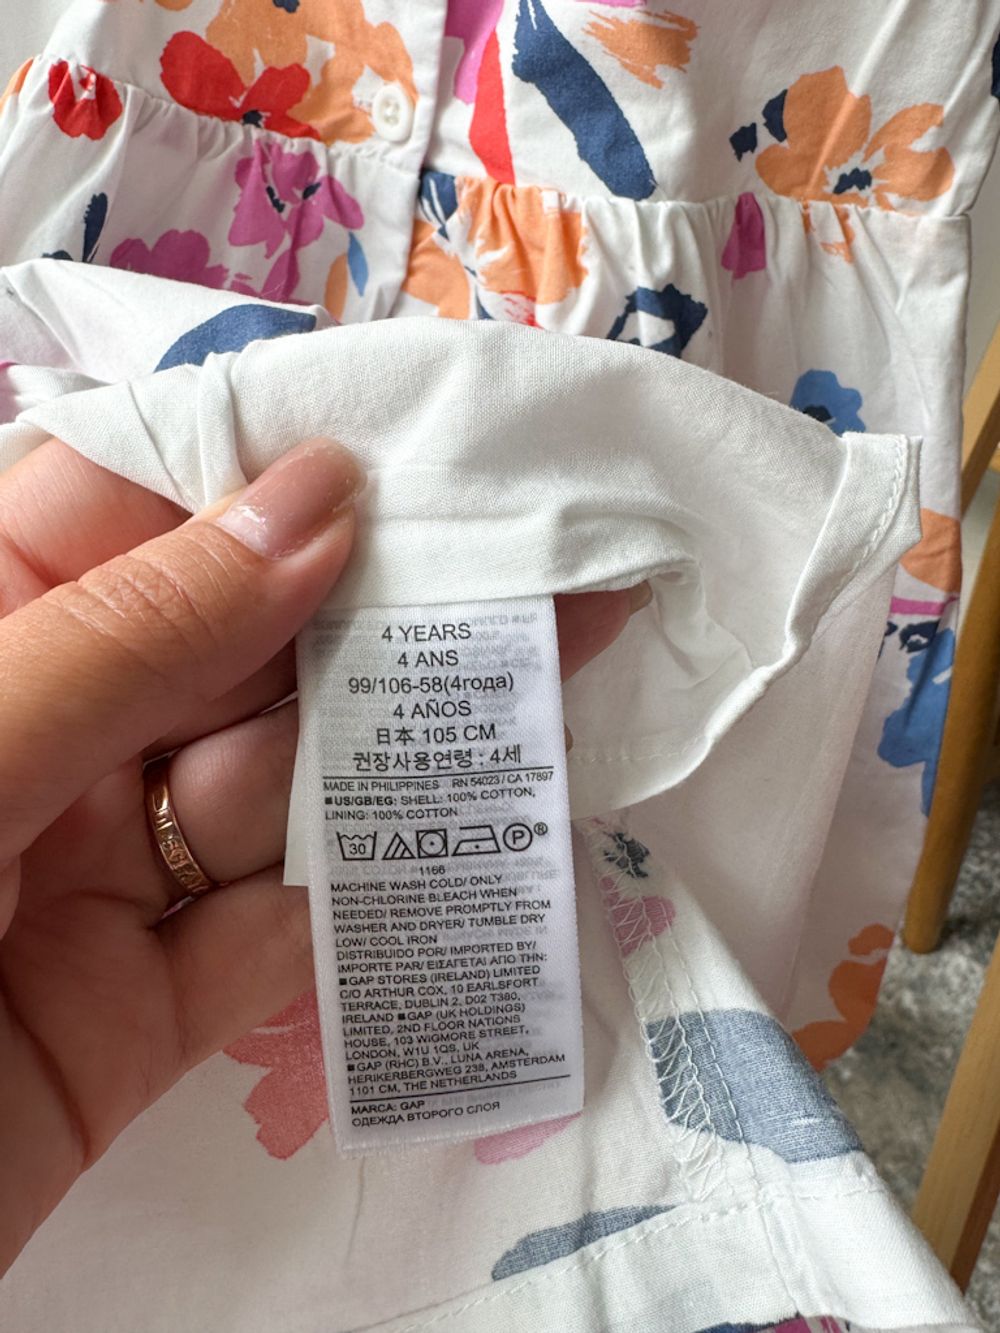 4 YEARS
4 ANS
99/106-58(4года)
4 AÑOS
日本 105 CM
권장사용연령 : 4세
MADE IN PHILIPPINES RN 54023 / CA 17897
■US/GB/EG: SHELL: 100% COTTON,
LINING: 100% COTTON
30 P®
1166
MACHINE WASH COLD/ ONLY
NON-CHLORINE BLEACH WHEN
NEEDED/ REMOVE PROMPTLY FROM
WASHER AND DRYER/ TUMBLE DRY
LOW/ COOL IRON
DISTRIBUIDO POR/ IMPORTED BY/
IMPORTE PAR/ ΕΙΣΑΓΕΤΑΙ ΑΠΟ ΤΗΝ:
■GAP STORES (IRELAND) LIMITED
C/O ARTHUR COX, 10 EARLSFORT
TERRACE, DUBLIN 2, D02 T380,
IRELAND ■GAP (UK HOLDINGS)
LIMITED, 2ND FLOOR NATIONS
HOUSE, 103 WIGMORE STREET,
LONDON, W1U 1QS, UK
■GAP (RHC) B.V., LUNA ARENA,
HERIKERBERGWEG 238, AMSTERDAM
1101 CM, THE NETHERLANDS
MARCA: GAP
ОДЕЖДА ВТОРОГО СЛОЯ